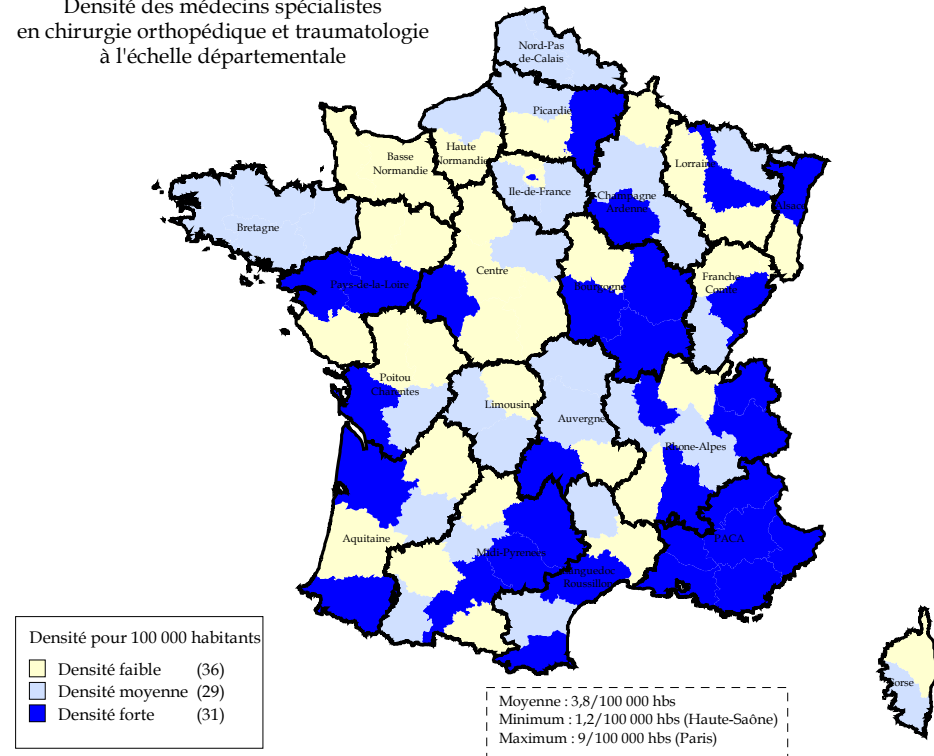 Densité des médecins spécialistes
en chirurgie orthopédique et traumatologie
à l'échelle départementale
Nord-Pas
de-Calais
Picardie
Haute
Normandie
Basse
Normandie
Lorraine
Ile-de-France
Champagne
Ardenne
Alsace
Bretagne
Centre
Franche
Comté
Pays-de-la-Loire
Bourgogne
Poitou
Charentes
Limousin
Auvergne
Rhone-Alpes
Aquitaine
Midi-Pyrénées
PACA
Languedoc
Roussillon
Corse
Densité pour 100 000 habitants
Densité faible (36)
Densité moyenne (29)
Densité forte (31)
Moyenne : 3,8/100 000 hbs
Minimum : 1,2/100 000 hbs (Haute-Saône)
Maximum : 9/100 000 hbs (Paris)